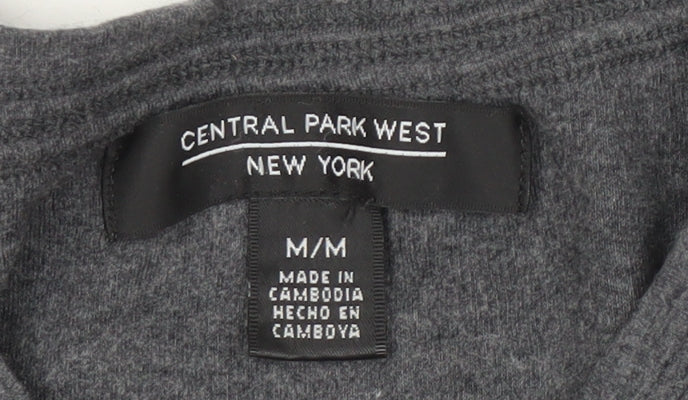 CENTRAL PARK WEST
NEW YORK
M/M
MADE IN
CAMBODIA
HECHO EN
CAMBOYA